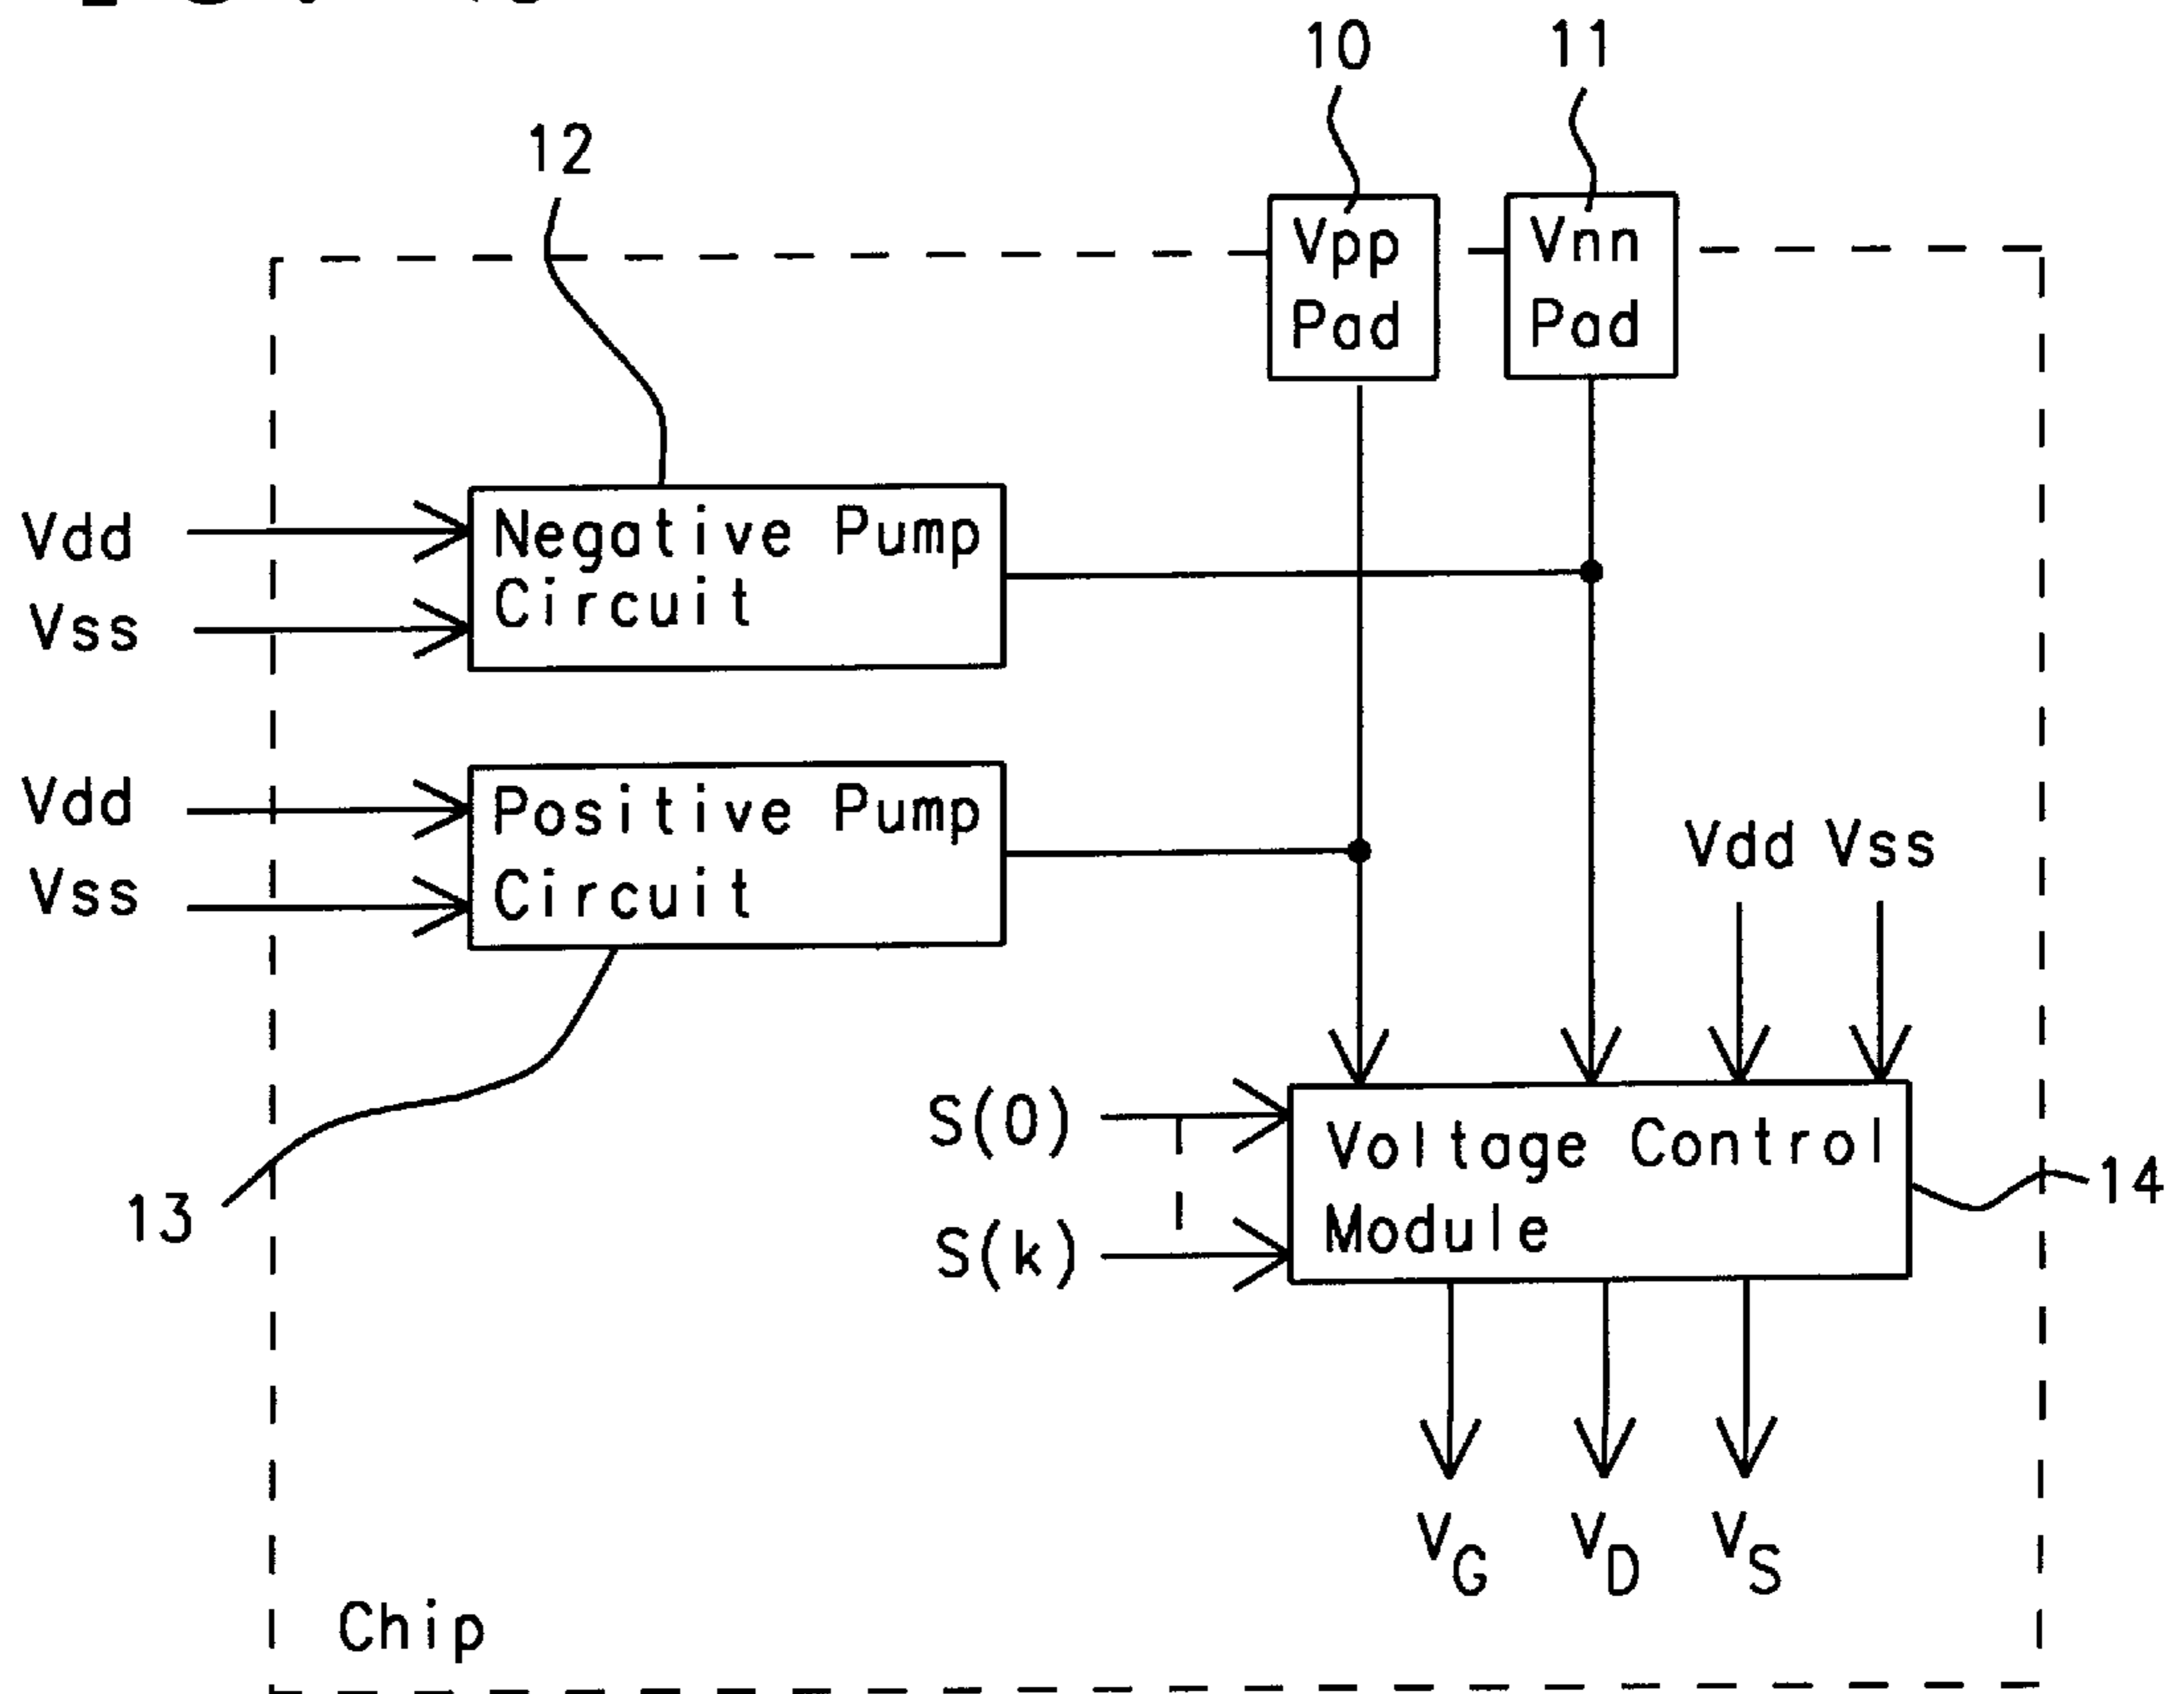 10
11
12
Vpp
Pad
Vnn
Pad
Vdd
Vss
Negative Pump
Circuit
Vdd
Vss
Positive Pump
Circuit
Vdd Vss
S(0)
S(k)
Voltage Control
Module
13
14
VG
VD
VS
Chip